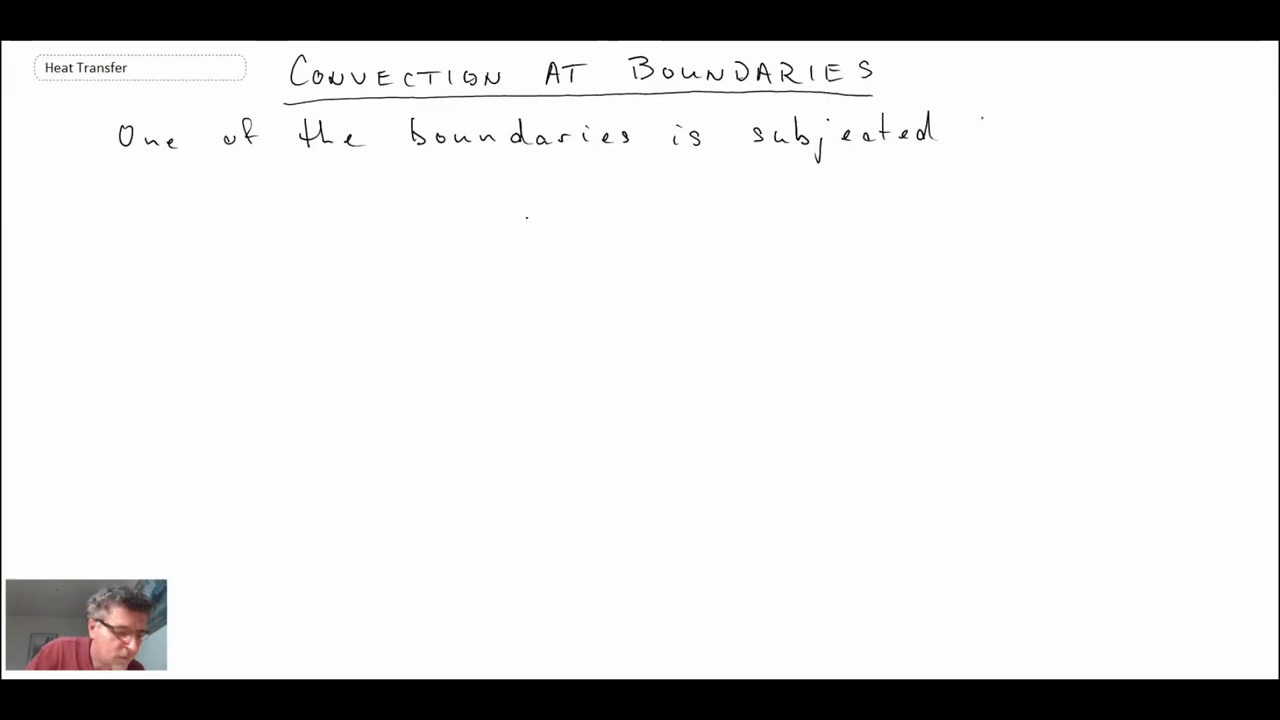 Heat Transfer
CONVECTION AT BOUNDARIES
One of the boundaries is subjected